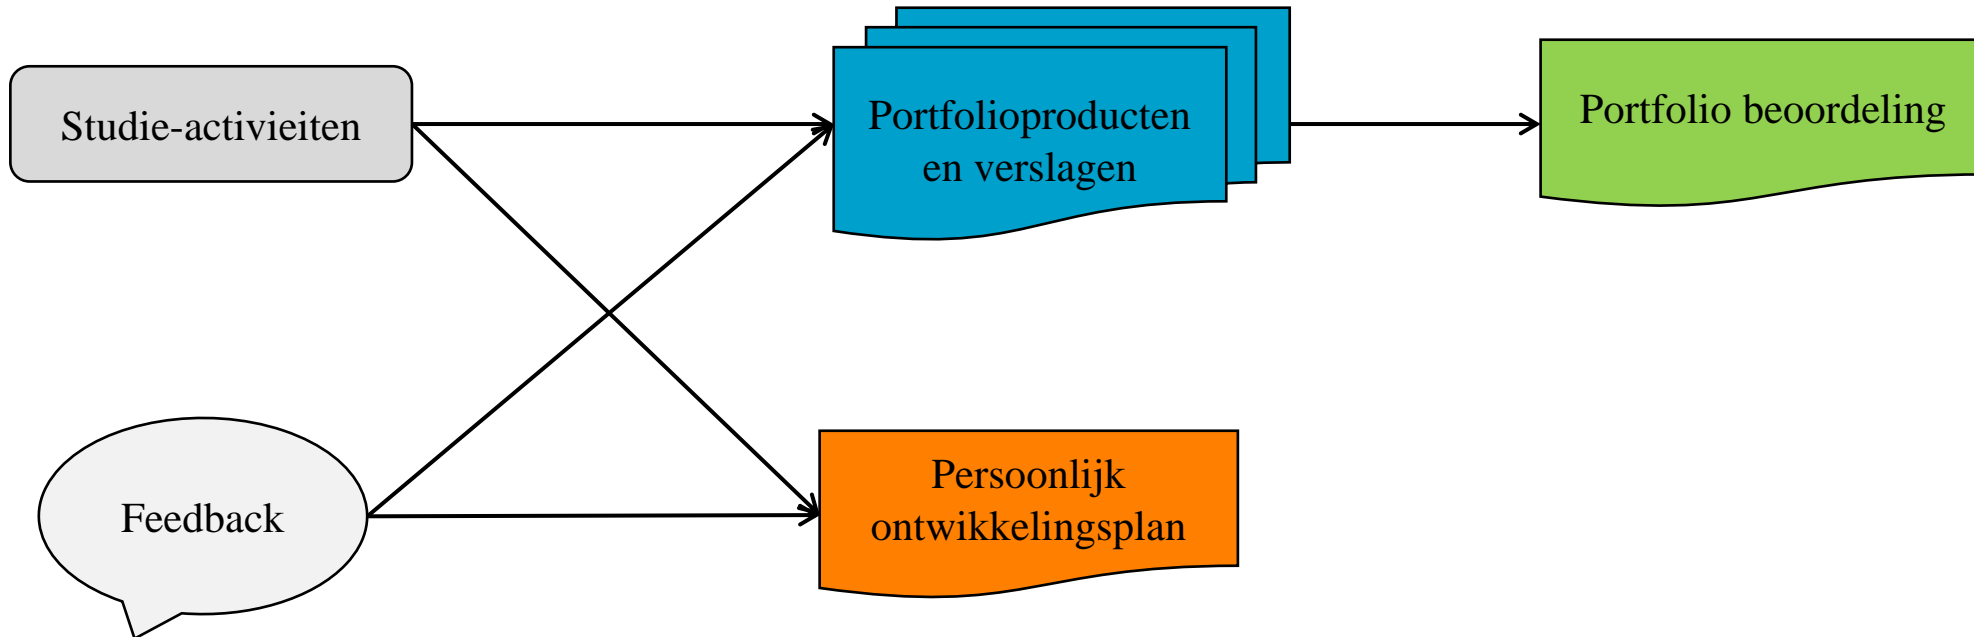 Studie-activieiten
Portfolioproducten
en verslagen
Portfolio beoordeling
Feedback
Persoonlijk
ontwikkelingsplan